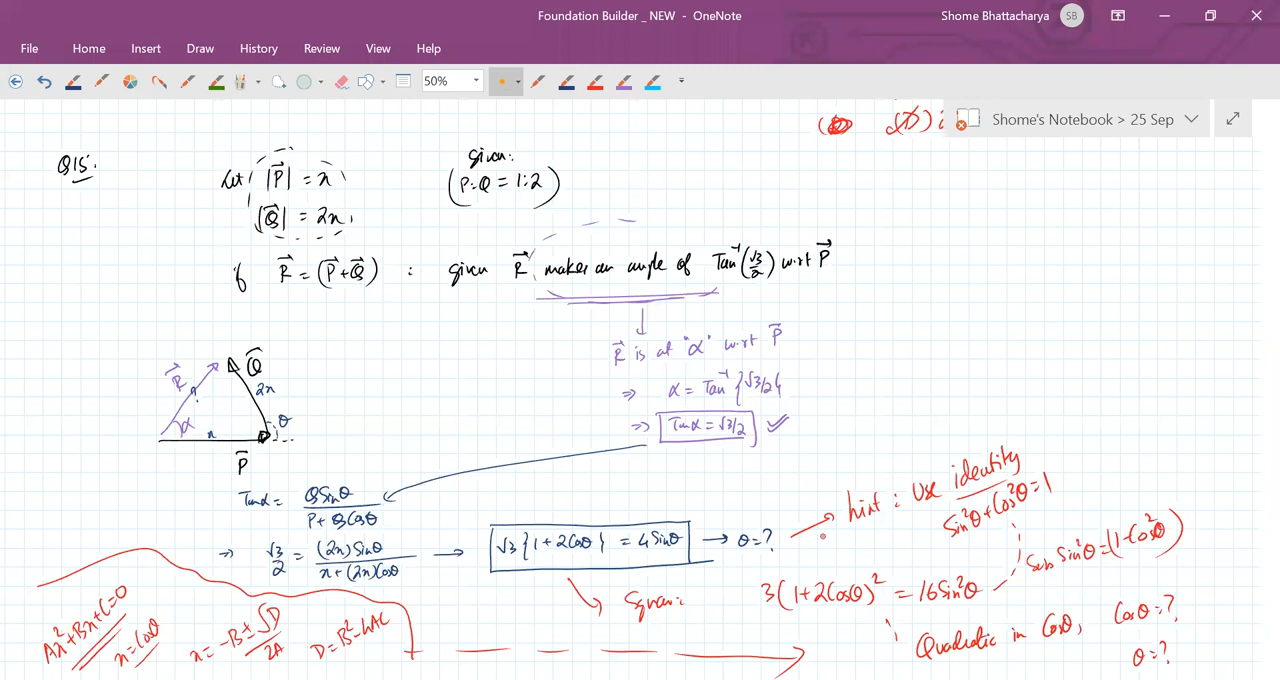 Foundation Builder _ NEW - OneNote
Shome Bhattacharya
SB
File Home Insert Draw History Review View Help
50%
Shome's Notebook > 25 Sep
Q15.
Let |P⃗| = x
|Q⃗| = 2x
given:
(P:Q = 1:2)
if R⃗ = (P⃗+Q⃗) : given R⃗ makes an angle of Tan⁻¹(√3/2) w.r.t P⃗
R⃗ is at "α" w.r.t P⃗
⇒ α = Tan⁻¹{√3/2}
⇒ Tanα = √3/2 ✓
R⃗
Q⃗
2x
α
x
θ
P⃗
Tanα = QSinθ / P + QCosθ
⇒ √3/2 = (2x)Sinθ / x + (2x)Cosθ
→ √3{1+2Cosθ} = 4Sinθ → θ=?
hint : Use identity
Sin²θ+Cos²θ=1
Sub Sin²θ=(1-Cos²θ)
Square:
3(1+2Cosθ)² = 16Sin²θ
Quadratic in Cosθ,
Cosθ=?
θ=?
Ax²+Bx+C=0
x=Cosθ
x = -B±√D / 2A
D=B²-4AC